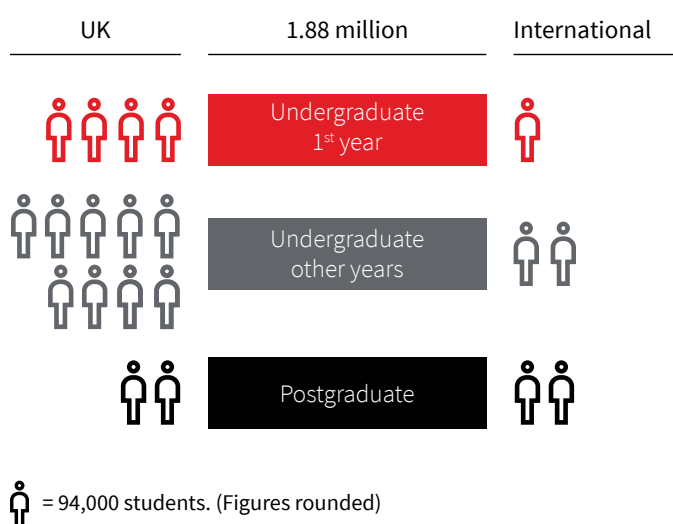 UK 1.88 million International
Undergraduate
1st year
Undergraduate
other years
Postgraduate
= 94,000 students. (Figures rounded)